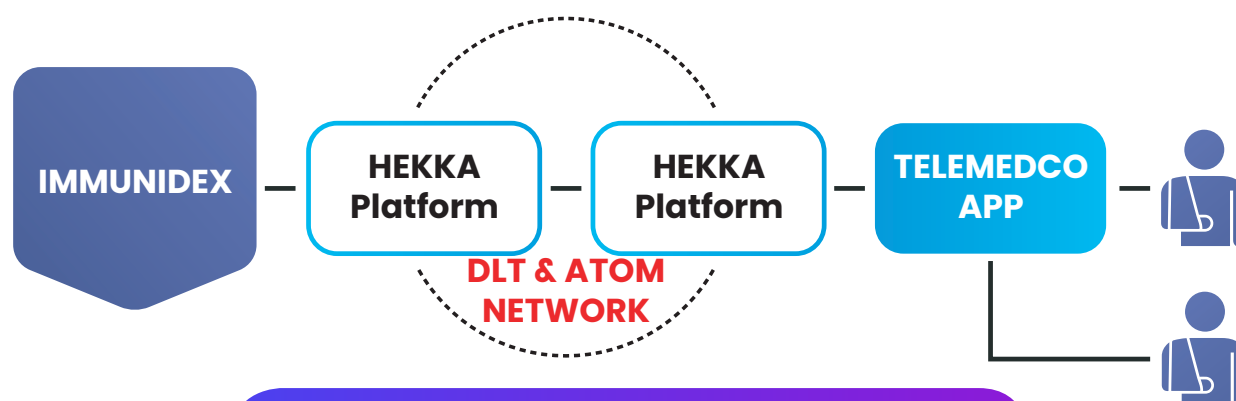 IMMUNIDEX
HEKKA
Platform
HEKKA
Platform
TELEMEDCO
APP
DLT & ATOM
NETWORK